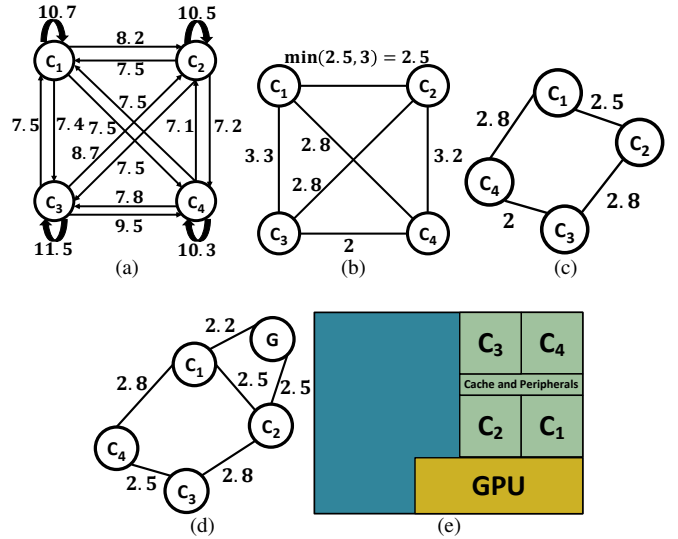 10.7
10.5
C1
8.2
7.5
C2
7.5
7.4
7.5
7.5
7.1
7.2
8.7
7.5
C3
7.8
9.5
C4
11.5
10.3
(a)
min(2.5,3) = 2.5
C1
C2
3.3
2.8
2.8
3.2
C3
2
C4
(b)
C1
2.5
2.8
C2
C4
2
2.8
C3
(c)
2.2
G
C1
2.8
2.5
2.5
C2
C4
2.5
2.8
C3
(d)
C3
C4
Cache and Peripherals
C2
C1
GPU
(e)